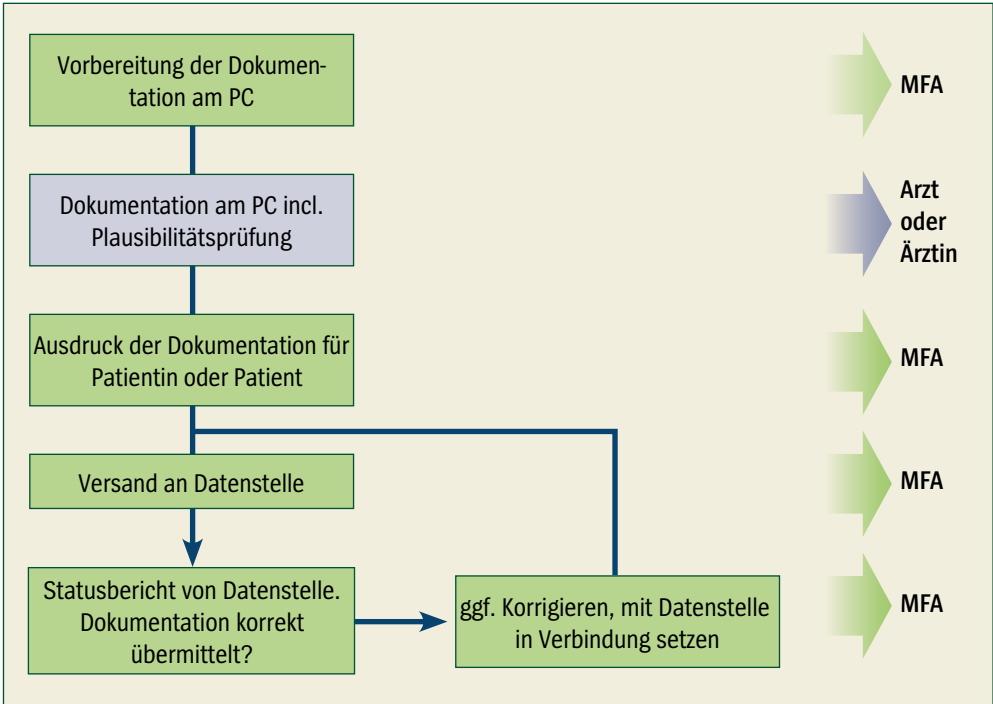 Vorbereitung der Dokumen-
tation am PC
MFA
Dokumentation am PC incl.
Plausibilitätsprüfung
Arzt
oder
Ärztin
Ausdruck der Dokumentation für
Patientin oder Patient
MFA
Versand an Datenstelle
MFA
Statusbericht von Datenstelle.
Dokumentation korrekt
übermittelt?
ggf. Korrigieren, mit Datenstelle
in Verbindung setzen
MFA